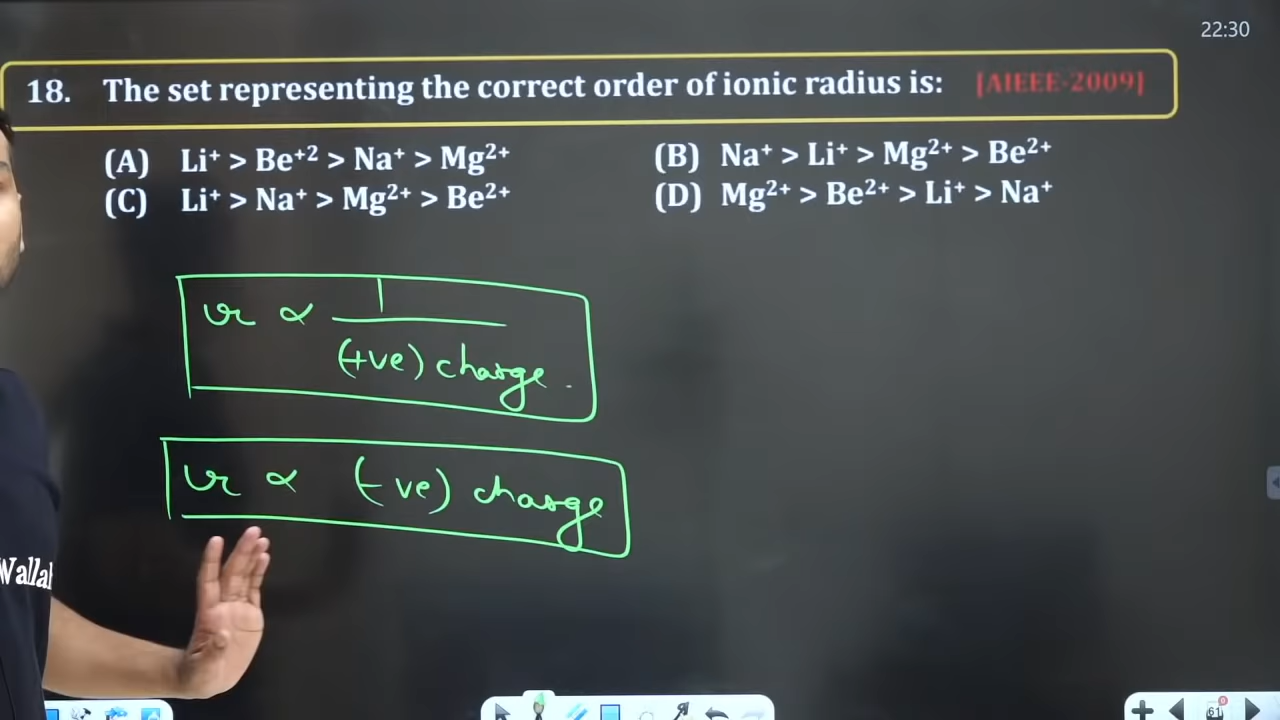 22:30
18. The set representing the correct order of ionic radius is: [AIEEE-2009]
(A) Li⁺ > Be⁺² > Na⁺ > Mg²⁺ (B) Na⁺ > Li⁺ > Mg²⁺ > Be²⁺
(C) Li⁺ > Na⁺ > Mg²⁺ > Be²⁺ (D) Mg²⁺ > Be²⁺ > Li⁺ > Na⁺
r ∝ 1
(+ve) charge.
r ∝ (-ve) charge
Wallah
61